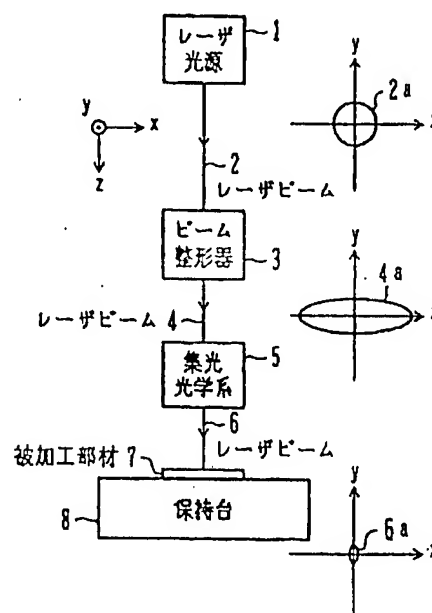 レーザ
光源
1
y
x
z
2
レーザビーム
y
2a
ビーム
整形器
3
レーザビーム 4
y
4a
集光
光学系
5
6
レーザビーム
被加工部材 7
保持台
8
y
6a